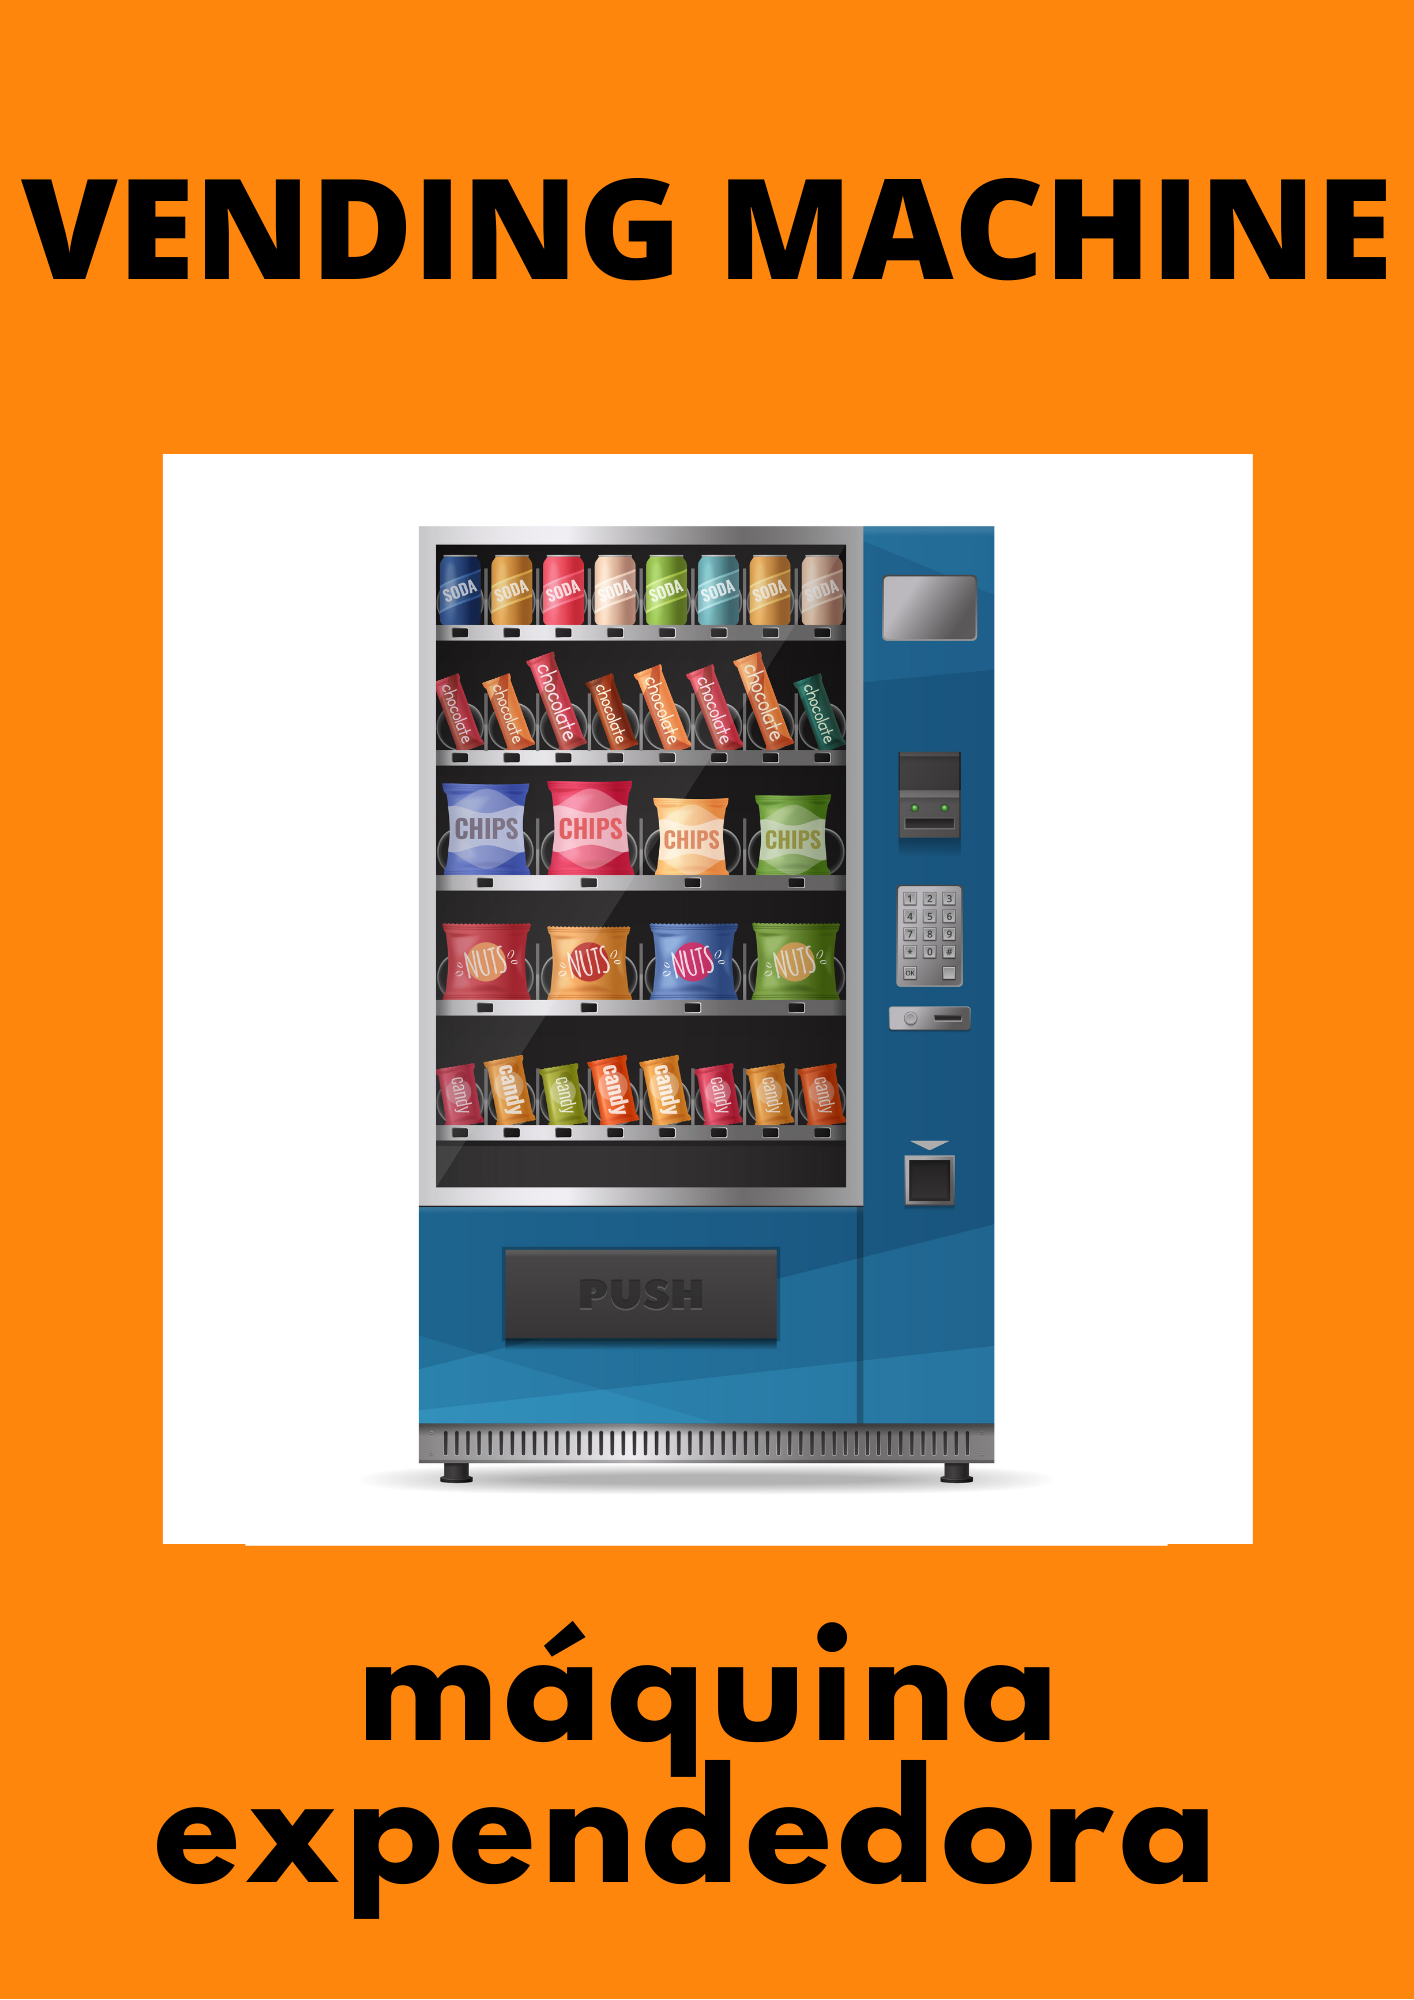 VENDING MACHINE
SODA SODA SODA SODA SODA SODA SODA SODA
chocolate chocolate chocolate chocolate chocolate chocolate chocolate chocolate
CHIPS CHIPS CHIPS CHIPS
1 2 3
4 5 6
7 8 9
* 0 #
OK
NUTS NUTS NUTS NUTS
candy candy candy candy candy candy candy candy
PUSH
máquina
expendedora